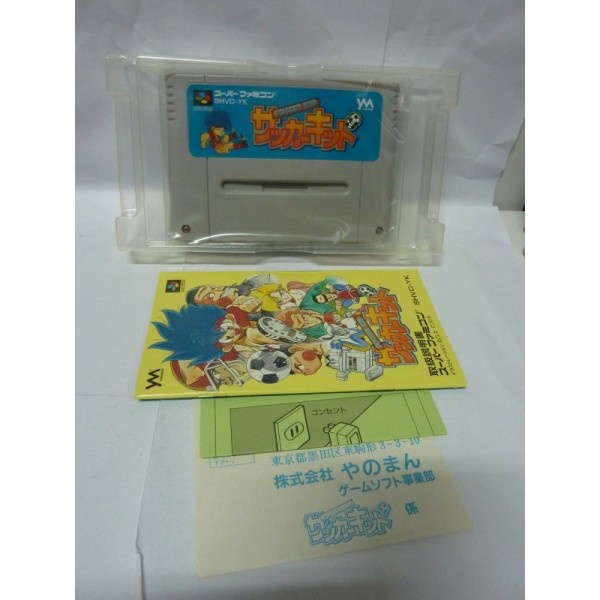 スーパーファミコン
SHVC-YK
SOCCER KID
サッカーキッド
YM
サッカーキッド
取扱説明書
スーパーファミコン
SHVC-YK
YM
コンセント
東京都墨田区東駒形3-3-10
株式会社 やのまん
ゲームソフト事業部
サッカーキッド 係